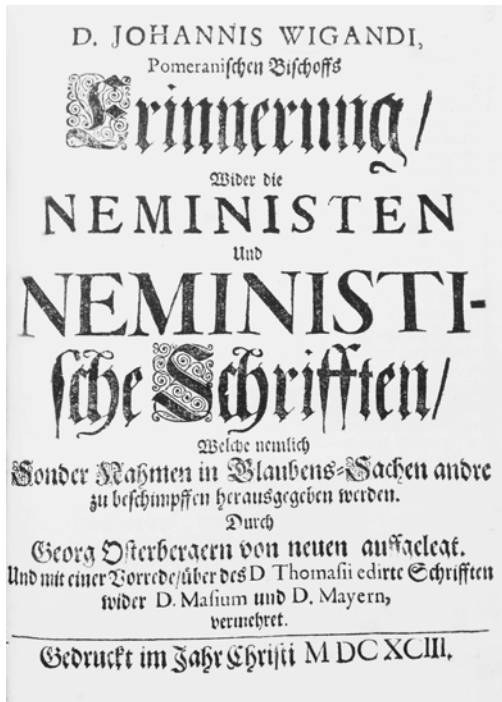 D. JOHANNIS WIGANDI,
Pomeranischen Bischoffs
Erinnerung/
Wider die
NEMINISTEN
Und
NEMINISTI-
sche Schrifften/
Welche nemlich
Sonder Nahmen in Glaubens-Sachen andre
zu beschimpffen herausgegeben werden.
Durch
Georg Osterbergern von neuen auffgelegt.
Und mit einer Vorrede/über des D Thomasii edirte Schrifften
wider D. Masium und D. Mayern,
vermehret.
Gedruckt im Jahr Christi M DC XCIII.